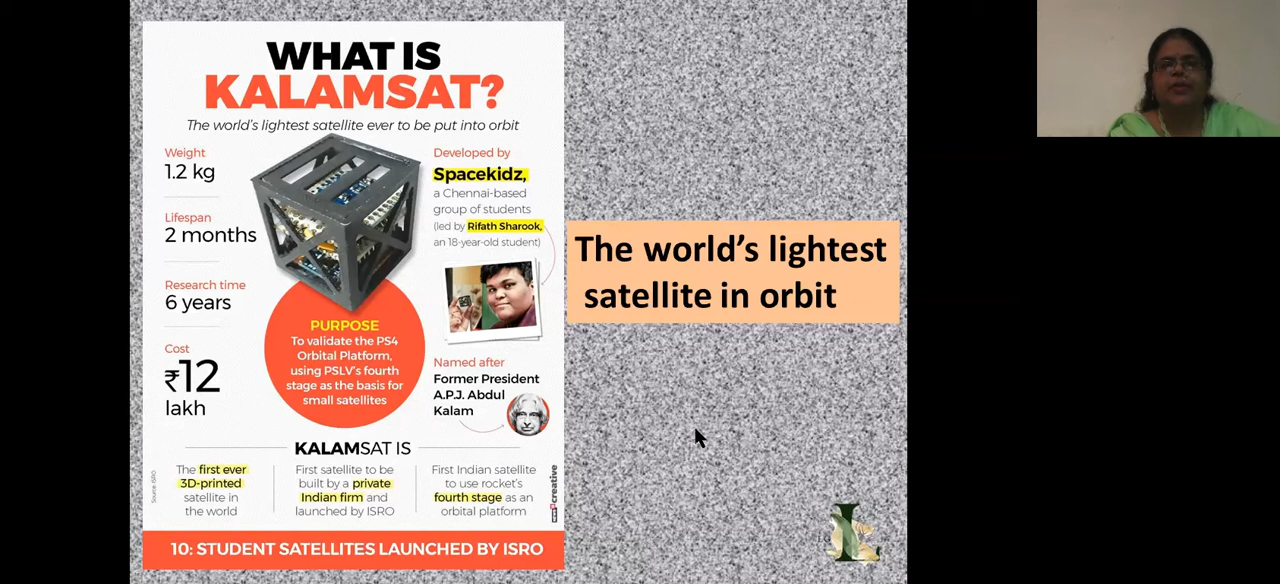 WHAT IS
KALAMSAT?
The world's lightest satellite ever to be put into orbit
Weight
1.2 kg
Lifespan
2 months
Research time
6 years
Cost
₹12
lakh
Developed by
Spacekidz,
a Chennai-based
group of students
(led by Rifath Sharook,
an 18-year-old student)
PURPOSE
To validate the PS4
Orbital Platform,
using PSLV's fourth
stage as the basis for
small satellites
Named after
Former President
A.P.J. Abdul
Kalam
KALAMSAT IS
The first ever
3D-printed
satellite in
the world
First satellite to be
built by a private
Indian firm and
launched by ISRO
First Indian satellite
to use rocket's
fourth stage as an
orbital platform
Source: ISRO
creative
10: STUDENT SATELLITES LAUNCHED BY ISRO
The world's lightest
satellite in orbit